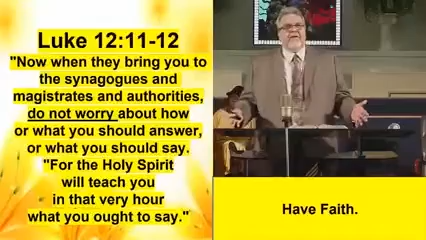 Luke 12:11-12
"Now when they bring you to
the synagogues and
magistrates and authorities,
do not worry about how
or what you should answer,
or what you should say.
"For the Holy Spirit
will teach you
in that very hour
what you ought to say."
Have Faith.